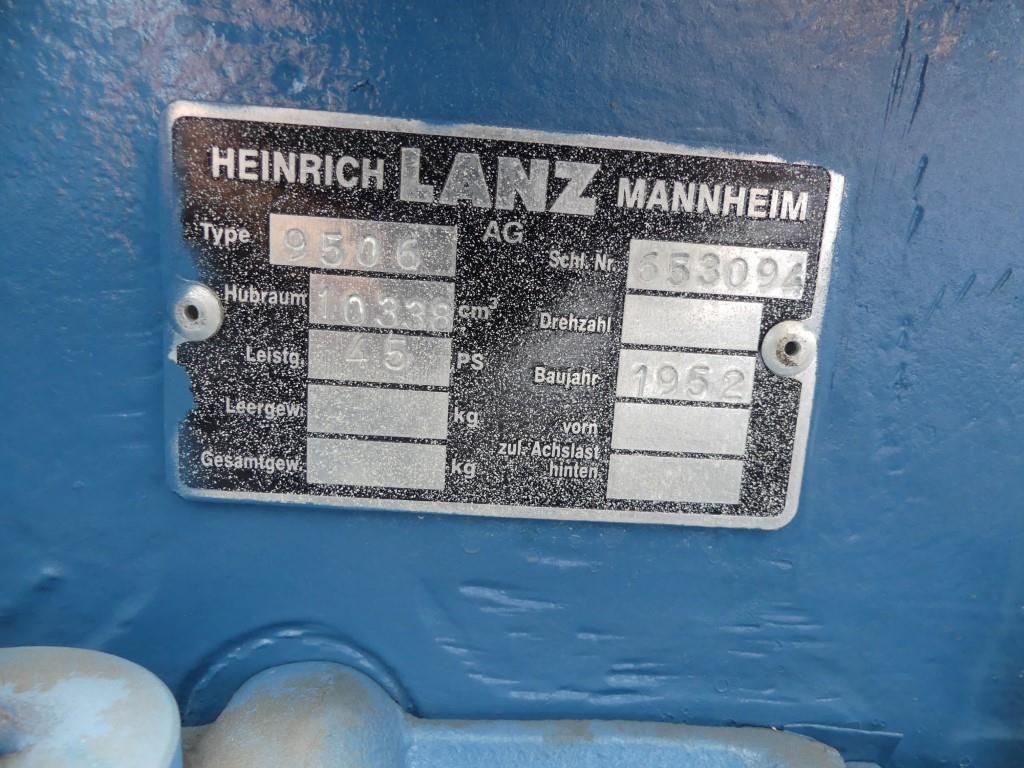 HEINRICH LANZ MANNHEIM
AG
Type 9506 Schl. Nr. 653094
Hubraum 10338 cm³ Drehzahl
Leistg. 45 PS Baujahr 1952
Leergew. kg vorn
zul. Achslast
Gesamtgew. kg hinten